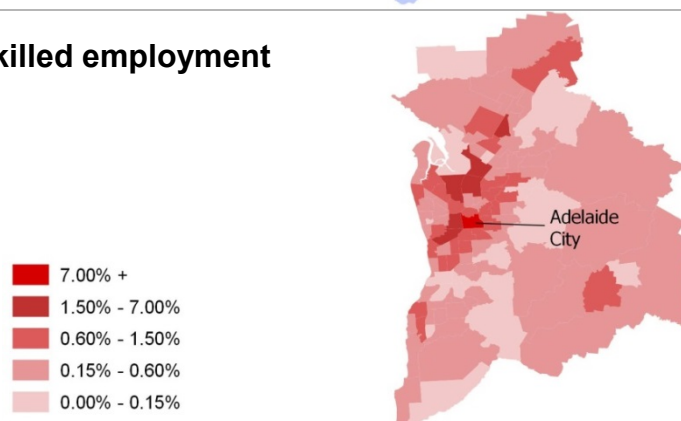 killed employment
Adelaide
City
7.00% +
1.50% - 7.00%
0.60% - 1.50%
0.15% - 0.60%
0.00% - 0.15%